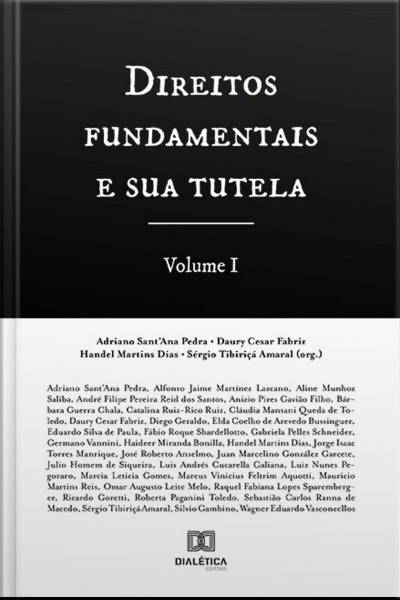 DIREITOS
FUNDAMENTAIS
E SUA TUTELA
Volume I
Adriano Sant'Ana Pedra • Daury Cesar Fabriz
Handel Martins Dias • Sérgio Tibiriçá Amaral (org.)
Adriano Sant'Ana Pedra, Alfonso Jaime Martínez Lazcano, Aline Munhoz
Saliba, André Filipe Pereira Reid dos Santos, Anízio Pires Gavião Filho, Bár-
bara Guerra Chala, Catalina Ruiz-Rico Ruiz, Cláudia Mansani Queda de To-
ledo, Daury Cesar Fabriz, Diego Geraldo, Elda Coelho de Azevedo Bussinguer,
Eduardo Silva de Paula, Fábio Roque Sbardellotto, Gabriela Pelles Schneider,
Germano Vannini, Haideer Miranda Bonilla, Handel Martins Dias, Jorge Isaac
Torres Manrique, José Roberto Anselmo, Juan Marcelino González Garcete,
Julio Homem de Siqueira, Luis Andrés Cucarella Galiana, Luiz Nunes Pe-
goraro, Marcia Leticia Gomes, Marcus Vinicius Feltrim Aquotti, Mauricio
Martins Reis, Omar Augusto Leite Melo, Raquel Fabiana Lopes Sparemberg-
er, Ricardo Goretti, Roberta Paganini Toledo, Sebastião Carlos Ranna de
Macedo, Sérgio Tibiriçá Amaral, Silvio Gambino, Wagner Eduardo Vasconcellos
DIALÉTICA
EDITORA